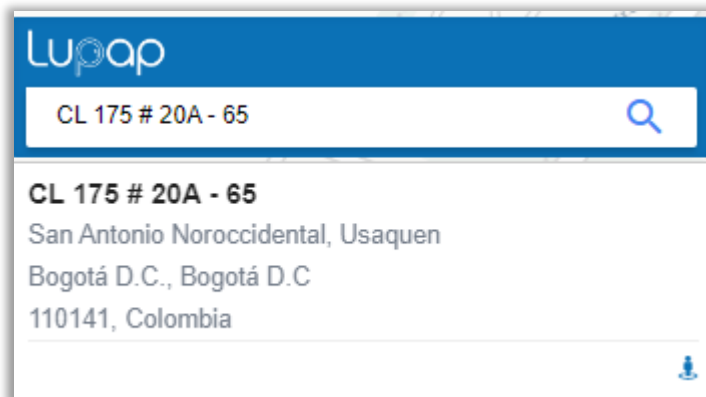 Lupap
CL 175 # 20A - 65
CL 175 # 20A - 65
San Antonio Noroccidental, Usaquen
Bogotá D.C., Bogotá D.C
110141, Colombia